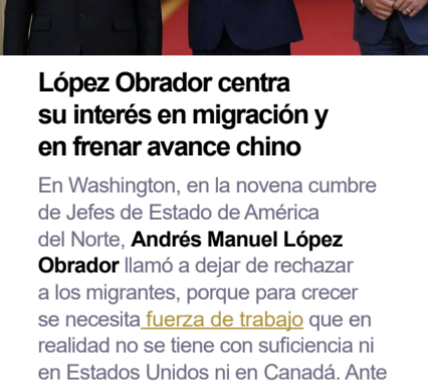 López Obrador centra
su interés en migración y
en frenar avance chino
En Washington, en la novena cumbre
de Jefes de Estado de América
del Norte, Andrés Manuel López
Obrador llamó a dejar de rechazar
a los migrantes, porque para crecer
se necesita fuerza de trabajo que en
realidad no se tiene con suficiencia ni
en Estados Unidos ni en Canadá. Ante